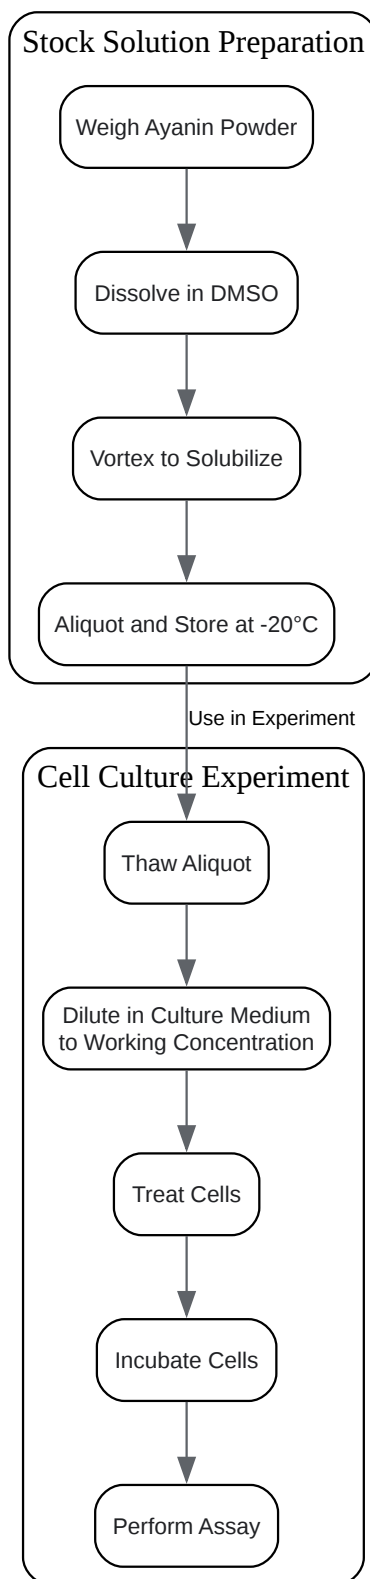 Stock Solution Preparation
Weigh Ayanin Powder
Dissolve in DMSO
Vortex to Solubilize
Aliquot and Store at -20°C
Use in Experiment
Cell Culture Experiment
Thaw Aliquot
Dilute in Culture Medium
to Working Concentration
Treat Cells
Incubate Cells
Perform Assay